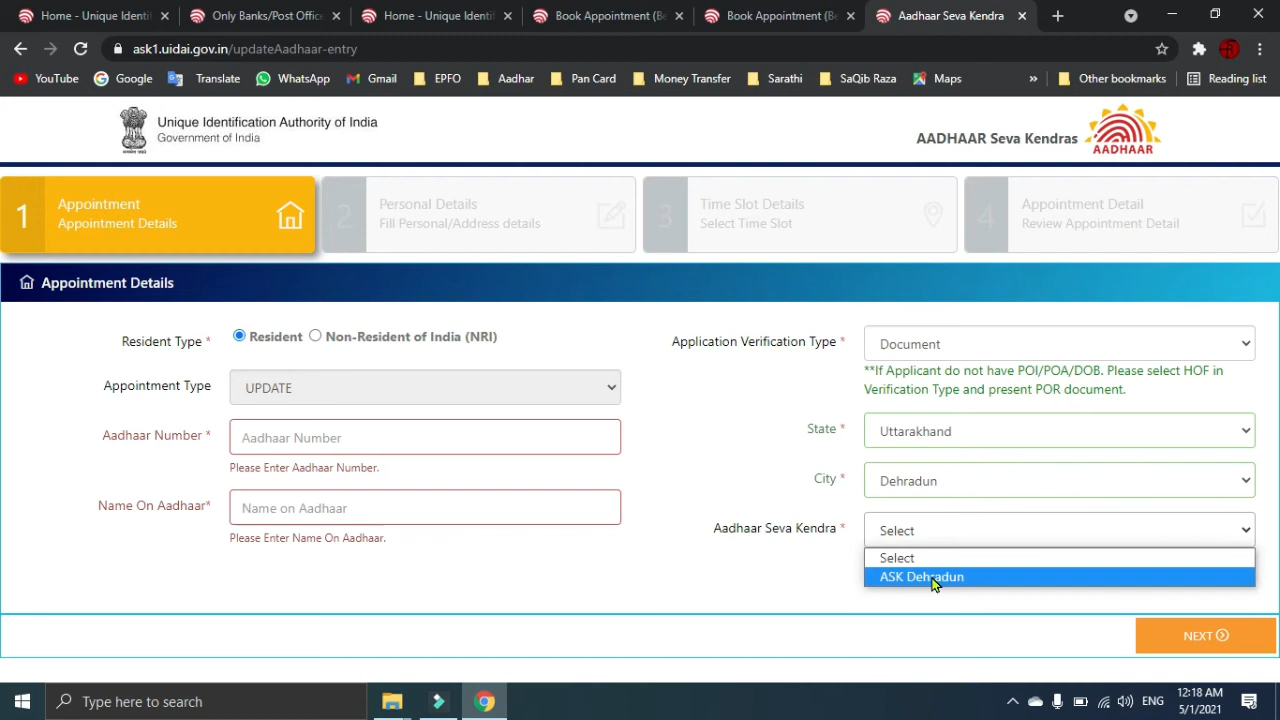 Home - Unique Identif
Only Banks/Post Office
Home - Unique Identif
Book Appointment (Be
Book Appointment (Be
Aadhaar Seva Kendra
ask1.uidai.gov.in/updateAadhaar-entry
YouTube
Google
Translate
WhatsApp
Gmail
EPFO
Aadhar
Pan Card
Money Transfer
Sarathi
SaQib Raza
Maps
»
Other bookmarks
Reading list
Unique Identification Authority of India
Government of India
AADHAAR Seva Kendras
AADHAAR
1
Appointment
Appointment Details
2
Personal Details
Fill Personal/Address details
3
Time Slot Details
Select Time Slot
4
Appointment Detail
Review Appointment Detail
Appointment Details
Resident Type *
Resident
Non-Resident of India (NRI)
Appointment Type
UPDATE
Aadhaar Number *
Aadhaar Number
Please Enter Aadhaar Number.
Name On Aadhaar*
Name on Aadhaar
Please Enter Name On Aadhaar.
Application Verification Type *
Document
**If Applicant do not have POI/POA/DOB. Please select HOF in
Verification Type and present POR document.
State *
Uttarakhand
City *
Dehradun
Aadhaar Seva Kendra *
Select
Select
ASK Dehradun
NEXT
Type here to search
ENG
12:18 AM
5/1/2021